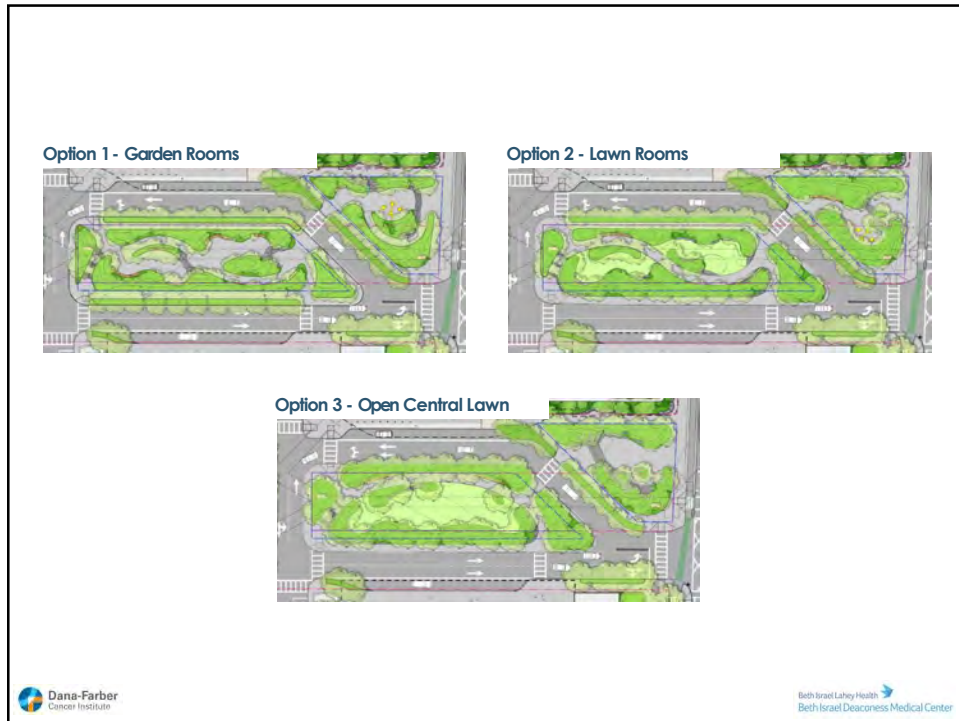 Option 1 - Garden Rooms
Option 2 - Lawn Rooms
Option 3 - Open Central Lawn
Dana-Farber
Cancer Institute
Beth Israel Lahey Health
Beth Israel Deaconess Medical Center